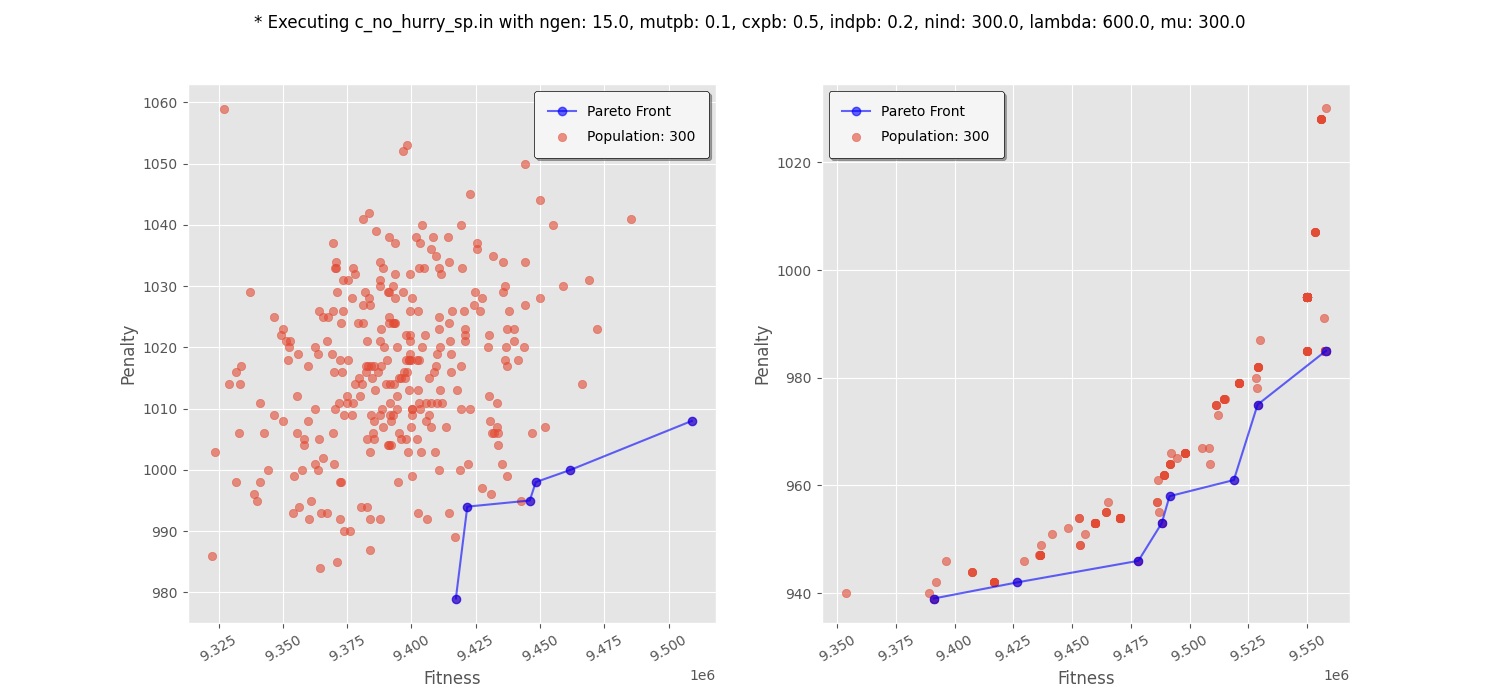 * Executing c_no_hurry_sp.in with ngen: 15.0, mutpb: 0.1, cxpb: 0.5, indpb: 0.2, nind: 300.0, lambda: 600.0, mu: 300.0
Pareto Front
Population: 300
1060
1050
1040
1030
1020
1010
1000
990
980
Penalty
9.325
9.350
9.375
9.400
9.425
9.450
9.475
9.500
1e6
Fitness
Pareto Front
Population: 300
1020
1000
980
960
940
Penalty
9.350
9.375
9.400
9.425
9.450
9.475
9.500
9.525
9.550
1e6
Fitness